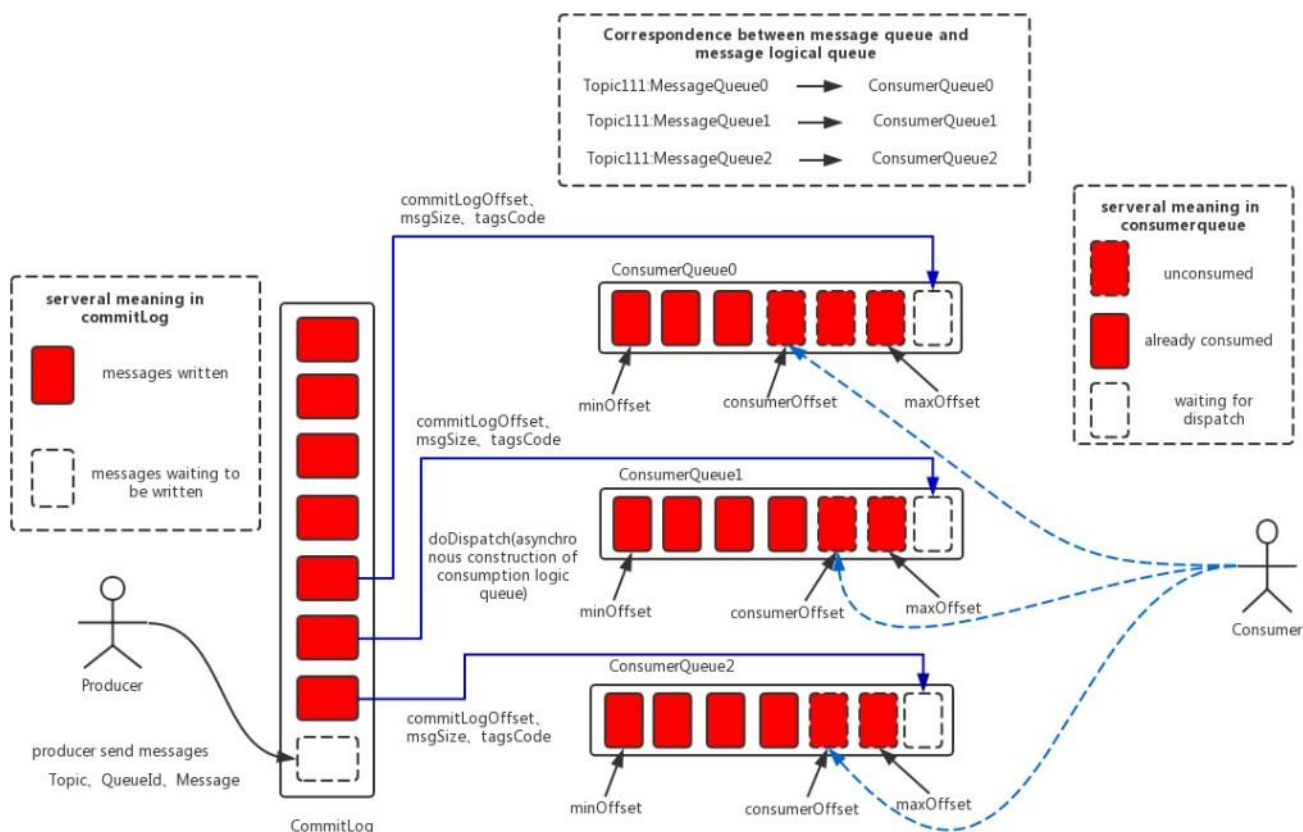 Correspondence between message queue and
message logical queue
Topic111:MessageQueue0
ConsumerQueue0
Topic111:MessageQueue1
ConsumerQueue1
Topic111:MessageQueue2
ConsumerQueue2
serveral meaning in
commitLog
messages written
messages waiting to
be written
Producer
producer send messages
Topic、QueueId、Message
CommitLog
commitLogOffset、
msgSize、tagsCode
commitLogOffset、
msgSize、tagsCode
doDispatch(asynchro
nous construction of
consumption logic
queue)
commitLogOffset、
msgSize、tagsCode
ConsumerQueue0
minOffset
consumerOffset
maxOffset
ConsumerQueue1
minOffset
consumerOffset
maxOffset
ConsumerQueue2
minOffset
consumerOffset
maxOffset
serveral meaning in
consumerqueue
unconsumed
already consumed
waiting for
dispatch
Consumer